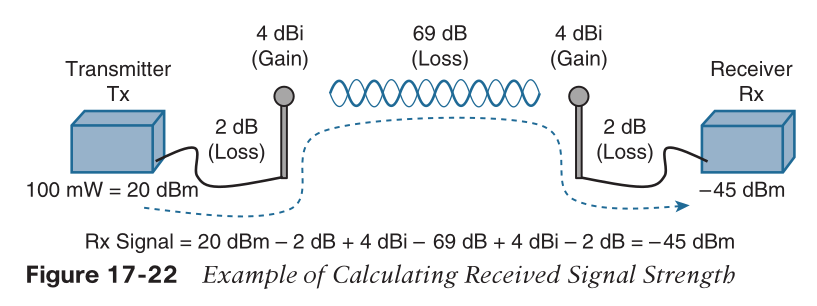 4 dBi
(Gain)
69 dB
(Loss)
4 dBi
(Gain)
Transmitter
Tx
Receiver
Rx
2 dB
(Loss)
2 dB
(Loss)
100 mW = 20 dBm
−45 dBm
Rx Signal = 20 dBm − 2 dB + 4 dBi − 69 dB + 4 dBi − 2 dB = −45 dBm
Figure 17-22 Example of Calculating Received Signal Strength